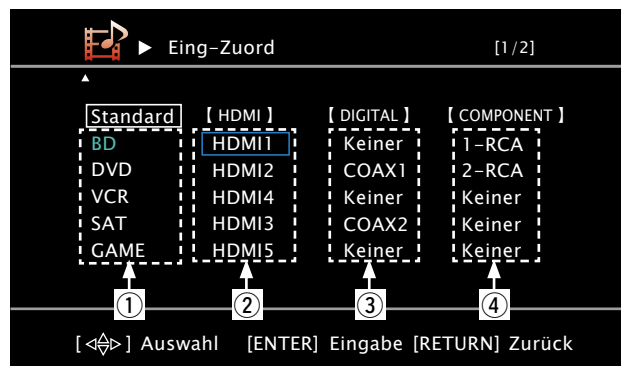 Eing-Zuord [1/2]
Standard [ HDMI ] [ DIGITAL ] [ COMPONENT ]
BD HDMI1 Keiner 1-RCA
DVD HDMI2 COAX1 2-RCA
VCR HDMI4 Keiner Keiner
SAT HDMI3 COAX2 Keiner
GAME HDMI5 Keiner Keiner
① ② ③ ④
[ ] Auswahl [ENTER] Eingabe [RETURN] Zurück